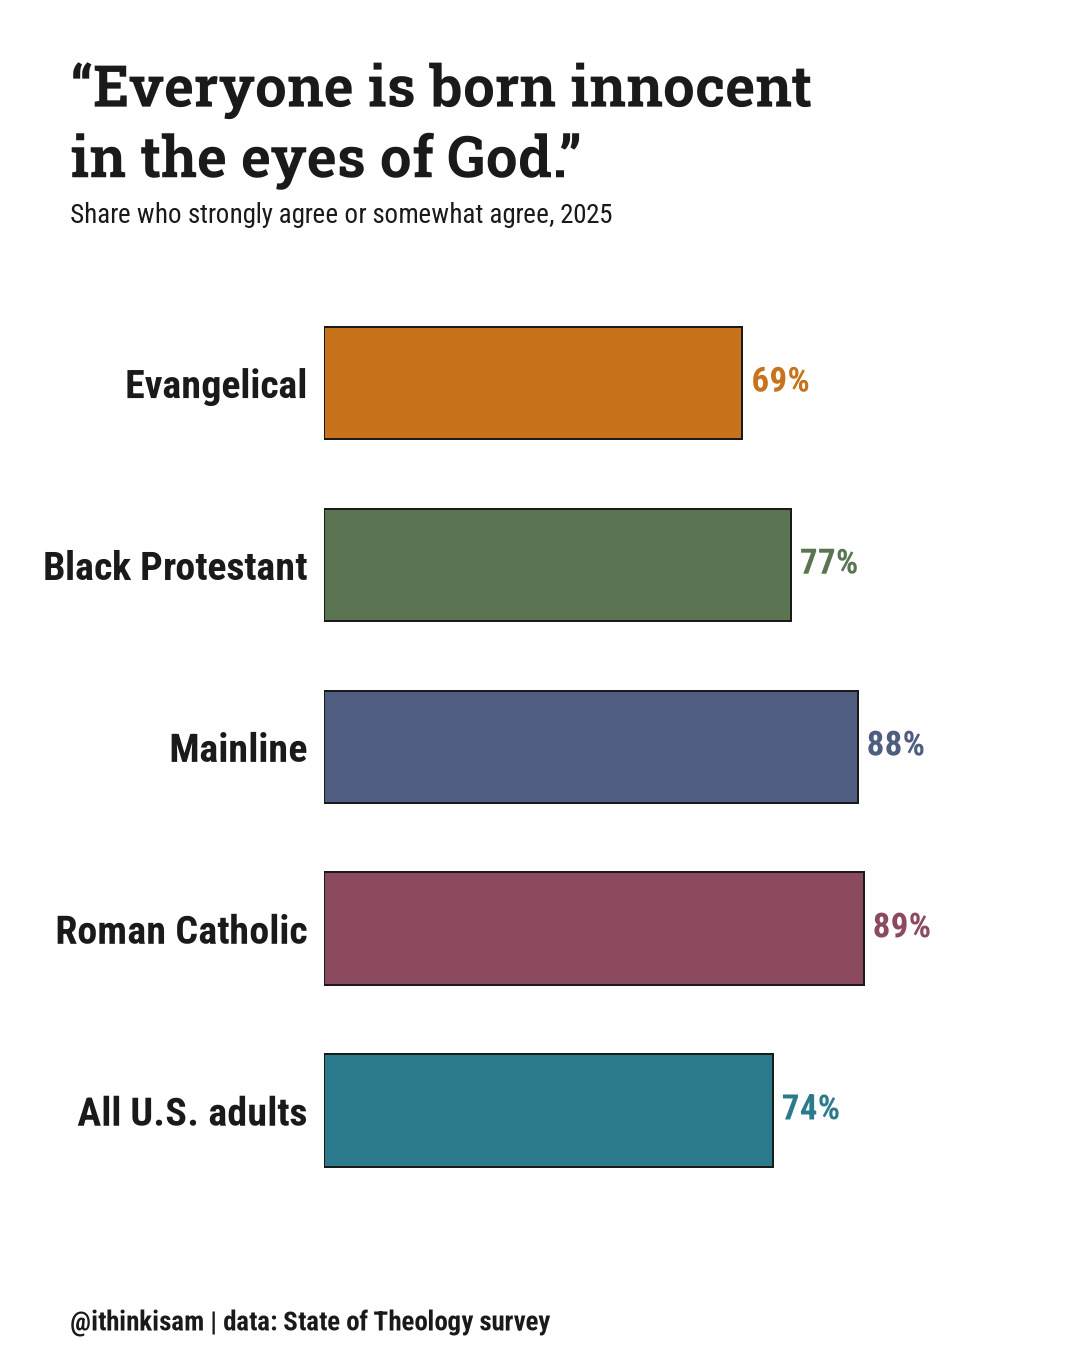 “Everyone is born innocent
in the eyes of God.”
Share who strongly agree or somewhat agree, 2025
Evangelical 69%
Black Protestant 77%
Mainline 88%
Roman Catholic 89%
All U.S. adults 74%
@ithinkisam | data: State of Theology survey